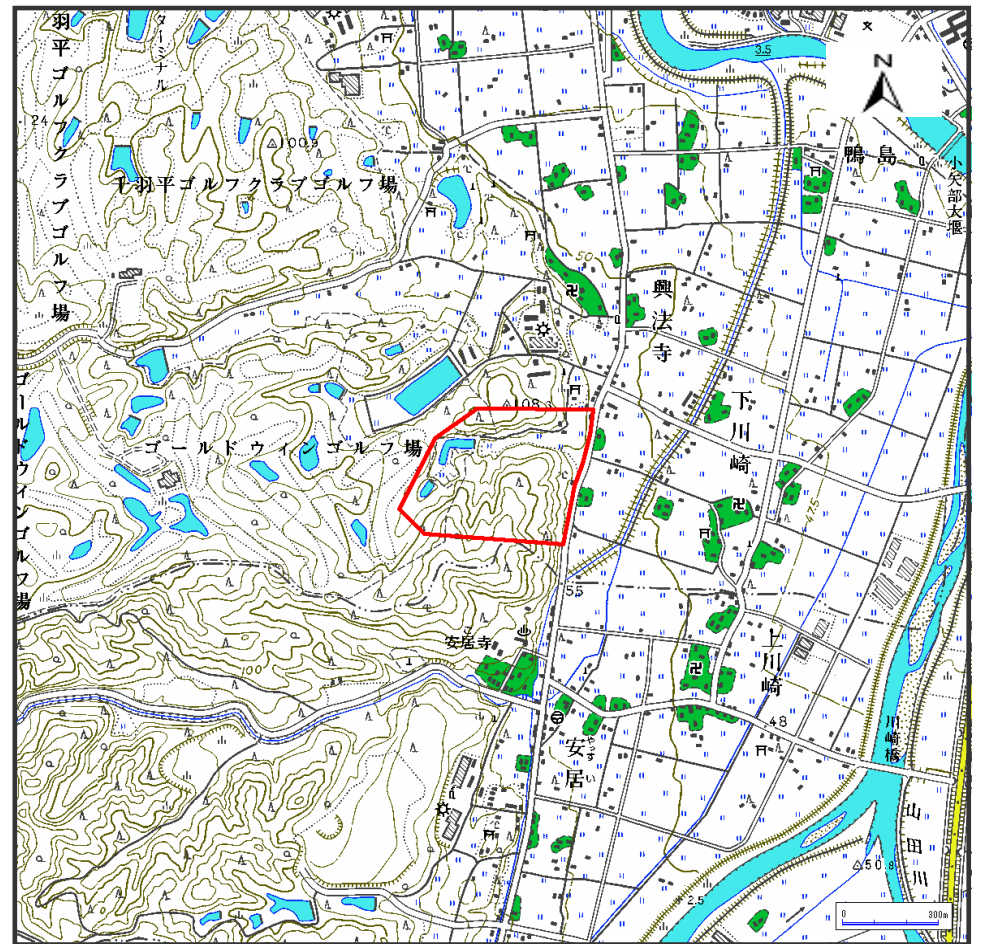 羽平ゴルフクラブゴルフ場
ターミナル
3.5
N
24
△100.9
鴨島
小矢部大堰
羽平ゴルフクラブゴルフ場
50
興法寺
△108.3
下川崎
ゴールドウィンゴルフ場
ゴールドウィンゴルフ場
75
55
安居寺
上川崎
100
48
川崎橋
やっすい
安居
山田川
△50.8
2.5
0 300m